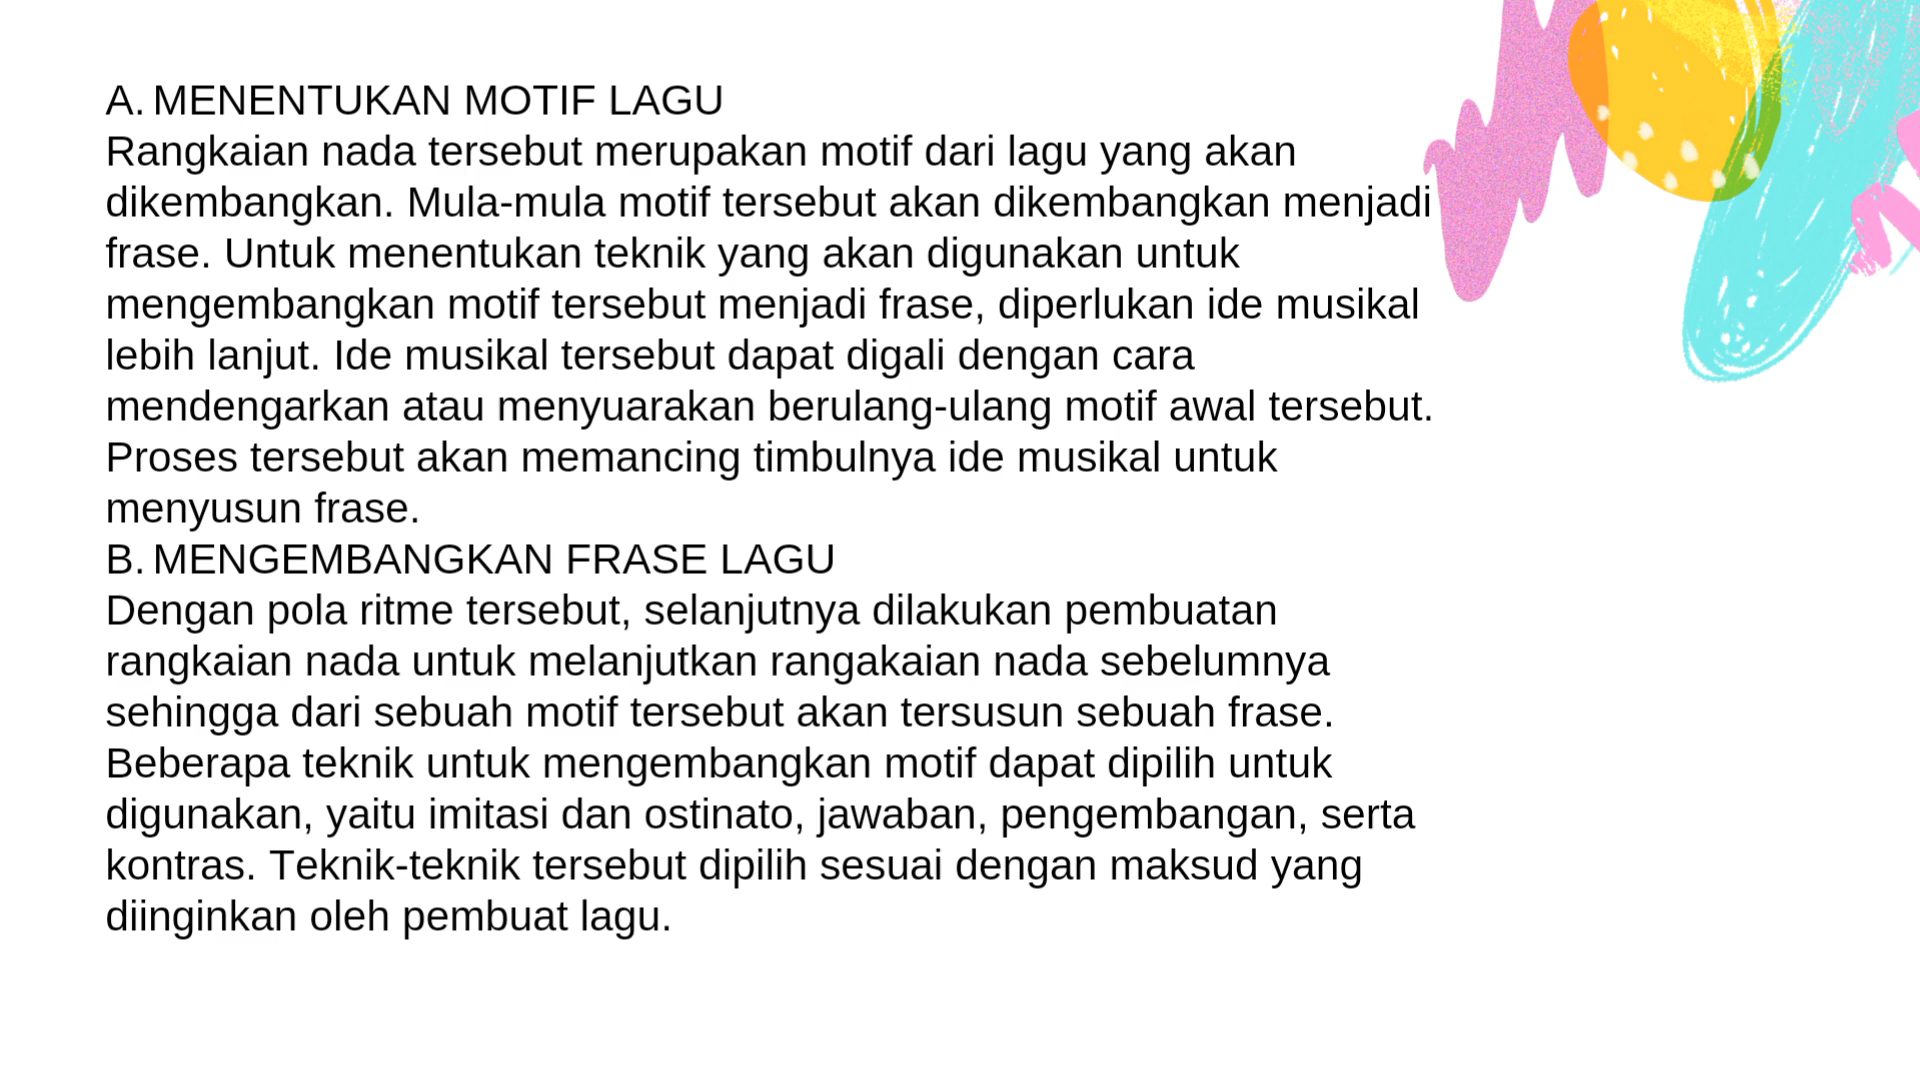 A. MENENTUKAN MOTIF LAGU
Rangkaian nada tersebut merupakan motif dari lagu yang akan
dikembangkan. Mula-mula motif tersebut akan dikembangkan menjadi
frase. Untuk menentukan teknik yang akan digunakan untuk
mengembangkan motif tersebut menjadi frase, diperlukan ide musikal
lebih lanjut. Ide musikal tersebut dapat digali dengan cara
mendengarkan atau menyuarakan berulang-ulang motif awal tersebut.
Proses tersebut akan memancing timbulnya ide musikal untuk
menyusun frase.
B. MENGEMBANGKAN FRASE LAGU
Dengan pola ritme tersebut, selanjutnya dilakukan pembuatan
rangkaian nada untuk melanjutkan rangakaian nada sebelumnya
sehingga dari sebuah motif tersebut akan tersusun sebuah frase.
Beberapa teknik untuk mengembangkan motif dapat dipilih untuk
digunakan, yaitu imitasi dan ostinato, jawaban, pengembangan, serta
kontras. Teknik-teknik tersebut dipilih sesuai dengan maksud yang
diinginkan oleh pembuat lagu.